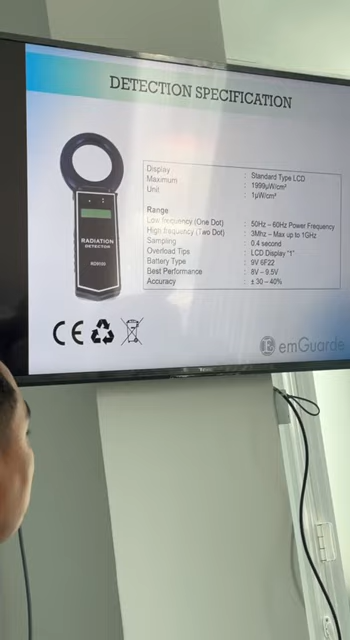 DETECTION SPECIFICATION
Display : Standard Type LCD
Maximum : 1999μW/cm²
Unit : 1μW/cm²
Range
Low frequency (One Dot) : 50Hz – 60Hz Power Frequency
High frequency (Two Dot) : 3Mhz – Max up to 1GHz
Sampling : 0.4 second
Overload Tips : LCD Display "1"
Battery Type : 9V 6F22
Best Performance : 8V – 9.5V
Accuracy : ± 30 – 40%
RADIATION
DETECTOR
CE
E emGuarde